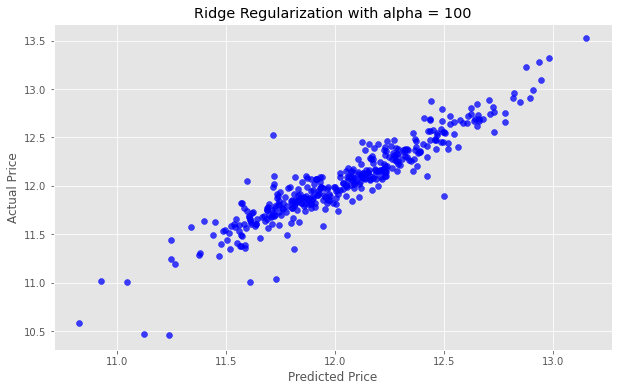 Ridge Regularization with alpha = 100
13.5
13.0
12.5
12.0
11.5
11.0
10.5
Actual Price
11.0 11.5 12.0 12.5 13.0
Predicted Price